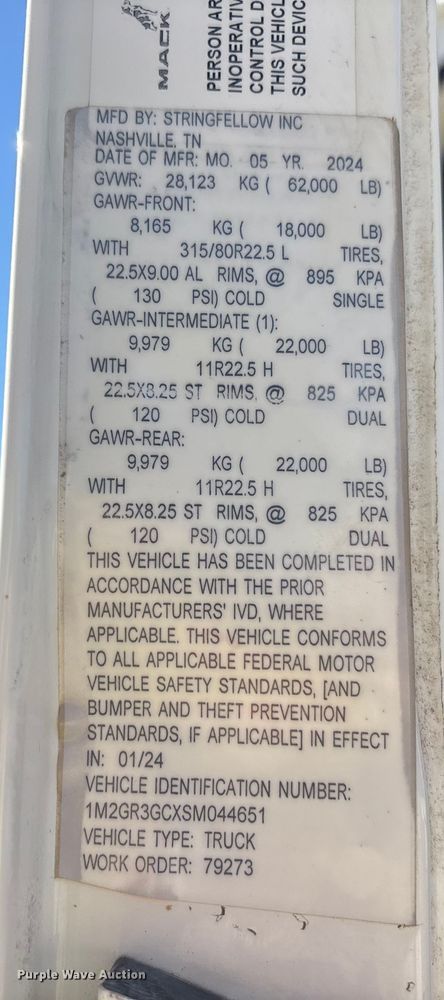 MACK
PERSON AR
INOPERATIV
CONTROL D
THIS VEHICL
SUCH DEVIC
MFD BY: STRINGFELLOW INC
NASHVILLE, TN
DATE OF MFR: MO. 05 YR. 2024
GVWR: 28,123 KG ( 62,000 LB)
GAWR-FRONT:
8,165 KG ( 18,000 LB)
WITH 315/80R22.5 L TIRES,
22.5X9.00 AL RIMS, @ 895 KPA
( 130 PSI) COLD SINGLE
GAWR-INTERMEDIATE (1):
9,979 KG ( 22,000 LB)
WITH 11R22.5 H TIRES,
22.5X8.25 ST RIMS, @ 825 KPA
( 120 PSI) COLD DUAL
GAWR-REAR:
9,979 KG ( 22,000 LB)
WITH 11R22.5 H TIRES,
22.5X8.25 ST RIMS, @ 825 KPA
( 120 PSI) COLD DUAL
THIS VEHICLE HAS BEEN COMPLETED IN
ACCORDANCE WITH THE PRIOR
MANUFACTURERS' IVD, WHERE
APPLICABLE. THIS VEHICLE CONFORMS
TO ALL APPLICABLE FEDERAL MOTOR
VEHICLE SAFETY STANDARDS, [AND
BUMPER AND THEFT PREVENTION
STANDARDS, IF APPLICABLE] IN EFFECT
IN: 01/24
VEHICLE IDENTIFICATION NUMBER:
1M2GR3GCXSM044651
VEHICLE TYPE: TRUCK
WORK ORDER: 79273
Purple Wave Auction